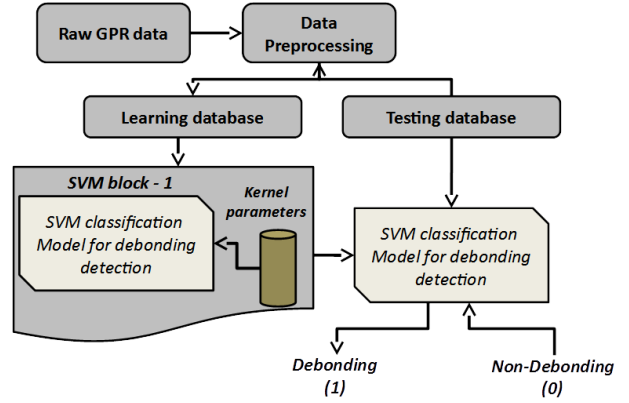 Raw GPR data
Data
Preprocessing
Learning database
Testing database
SVM block - 1
Kernel
parameters
SVM classification
Model for debonding
detection
SVM classification
Model for debonding
detection
Debonding
(1)
Non-Debonding
(0)